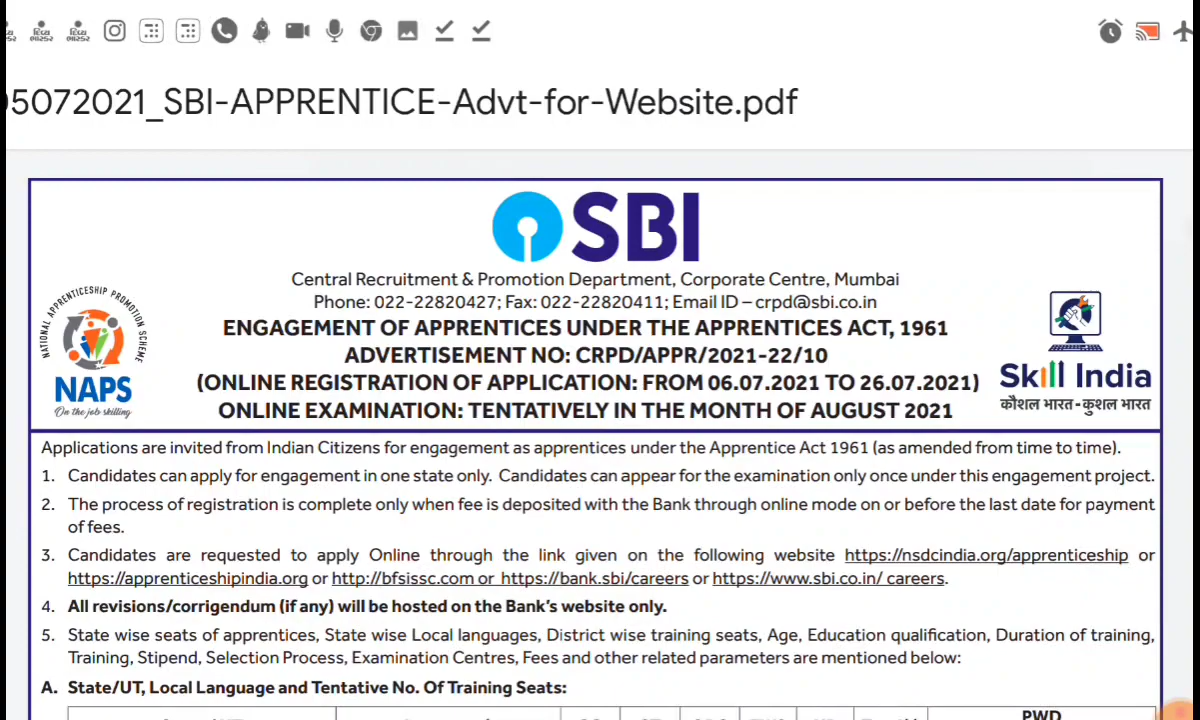 05072021_SBI-APPRENTICE-Advt-for-Website.pdf
SBI
Central Recruitment & Promotion Department, Corporate Centre, Mumbai
Phone: 022-22820427; Fax: 022-22820411; Email ID – crpd@sbi.co.in
ENGAGEMENT OF APPRENTICES UNDER THE APPRENTICES ACT, 1961
ADVERTISEMENT NO: CRPD/APPR/2021-22/10
(ONLINE REGISTRATION OF APPLICATION: FROM 06.07.2021 TO 26.07.2021)
ONLINE EXAMINATION: TENTATIVELY IN THE MONTH OF AUGUST 2021
NATIONAL APPRENTICESHIP PROMOTION SCHEME
NAPS
On the job skilling
Skill India
कौशल भारत - कुशल भारत
Applications are invited from Indian Citizens for engagement as apprentices under the Apprentice Act 1961 (as amended from time to time).
1. Candidates can apply for engagement in one state only. Candidates can appear for the examination only once under this engagement project.
2. The process of registration is complete only when fee is deposited with the Bank through online mode on or before the last date for payment
of fees.
3. Candidates are requested to apply Online through the link given on the following website https://nsdcindia.org/apprenticeship or
https://apprenticeshipindia.org or http://bfsissc.com or https://bank.sbi/careers or https://www.sbi.co.in/ careers.
4. All revisions/corrigendum (if any) will be hosted on the Bank's website only.
5. State wise seats of apprentices, State wise Local languages, District wise training seats, Age, Education qualification, Duration of training,
Training, Stipend, Selection Process, Examination Centres, Fees and other related parameters are mentioned below:
A. State/UT, Local Language and Tentative No. Of Training Seats:
PWD